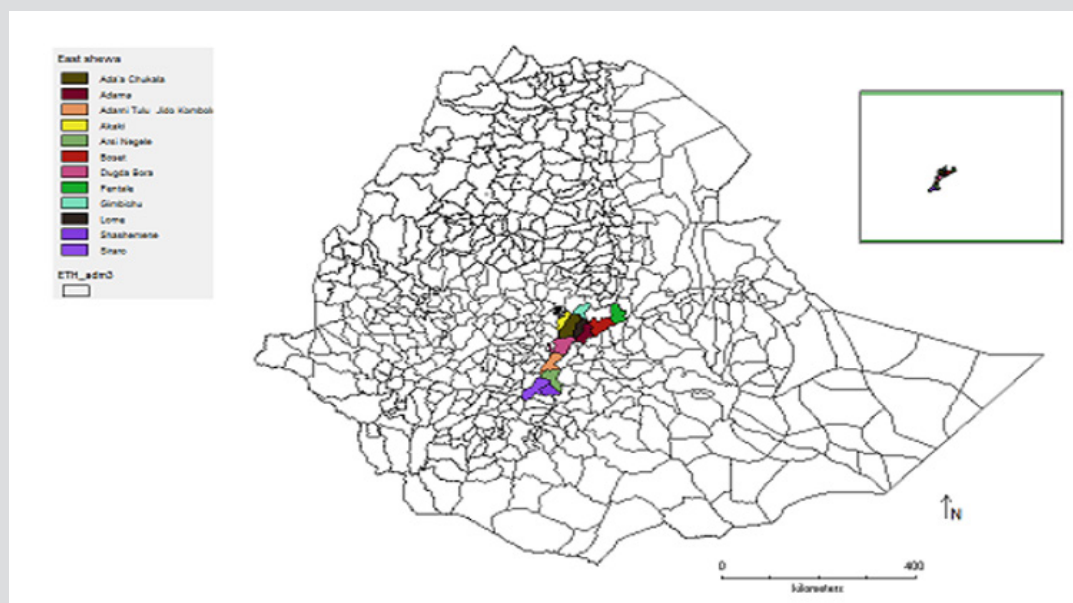 East shewa
Ada'a Chukala
Adama
Adami Tulu Jido Kombolc
Akaki
Arsi Negele
Boset
Dugda Bora
Fentale
Gimbichu
Lome
Shashemene
Siraro
ETH_adm3
N
0 400
kilometers